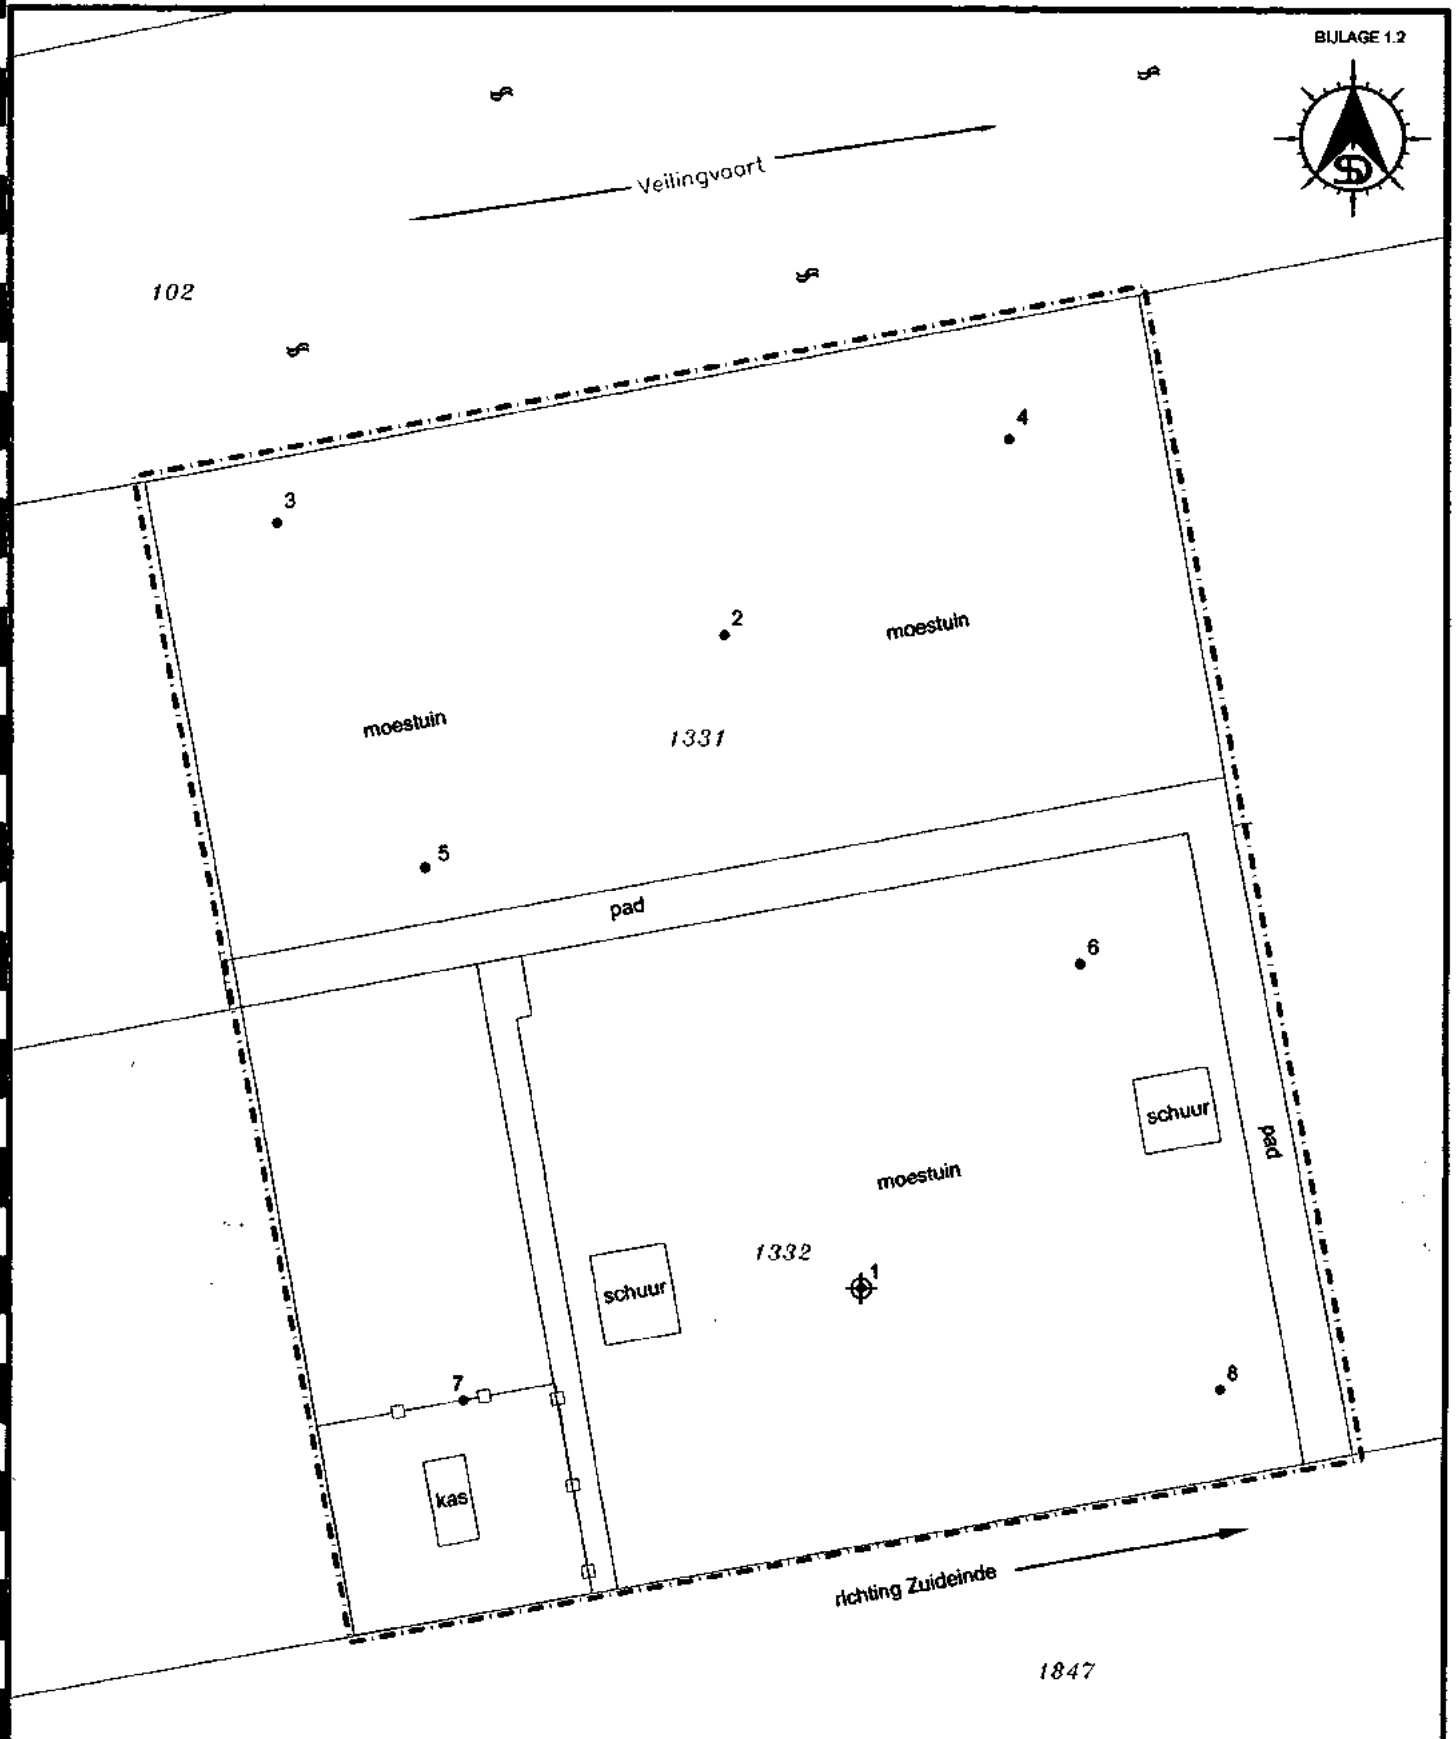 BIJLAGE 1.2
Veilingvaart
102
4
3
2
moestuin
moestuin
1331
5
pad
6
schuur
pad
moestuin
1332
1
schuur
7
8
kas
richting Zuideinde
1847